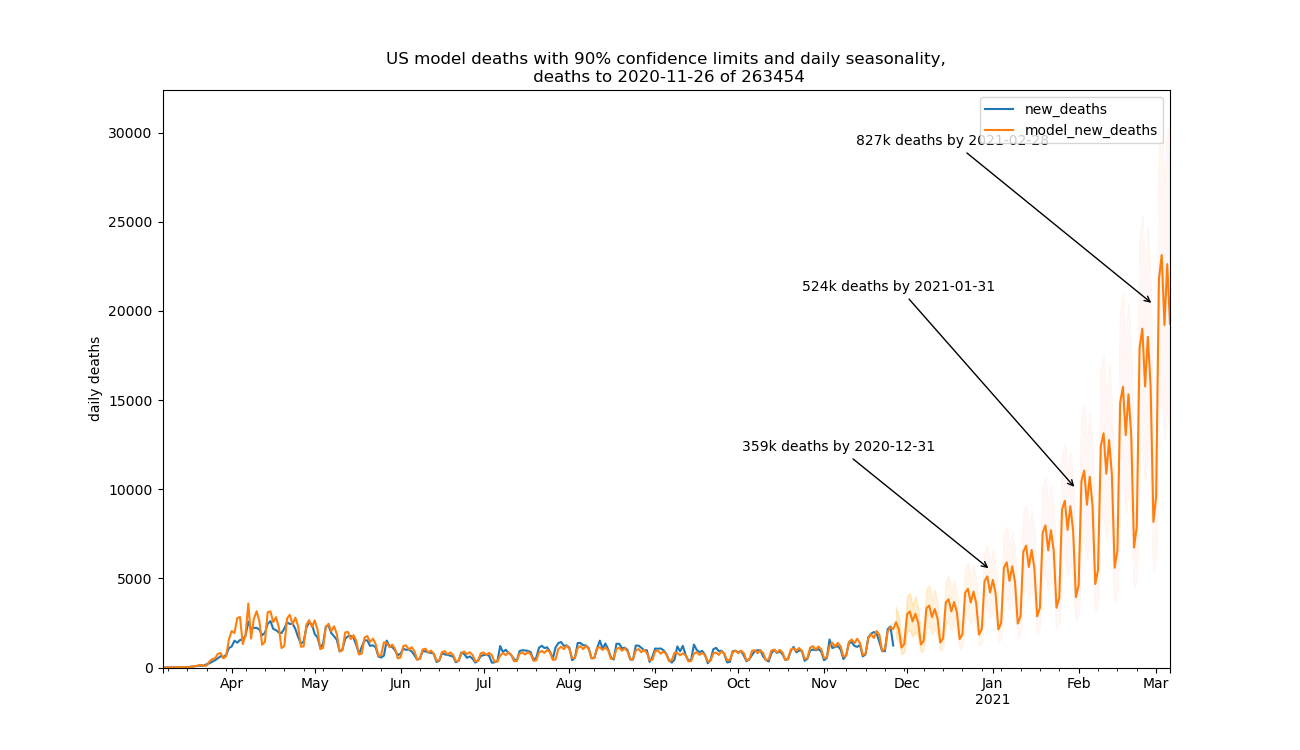 US model deaths with 90% confidence limits and daily seasonality,
deaths to 2020-11-26 of 263454
new_deaths
model_new_deaths
827k deaths by 2021-02-28
524k deaths by 2021-01-31
359k deaths by 2020-12-31
daily deaths
30000
25000
20000
15000
10000
5000
0
Apr May Jun Jul Aug Sep Oct Nov Dec Jan Feb Mar
2021